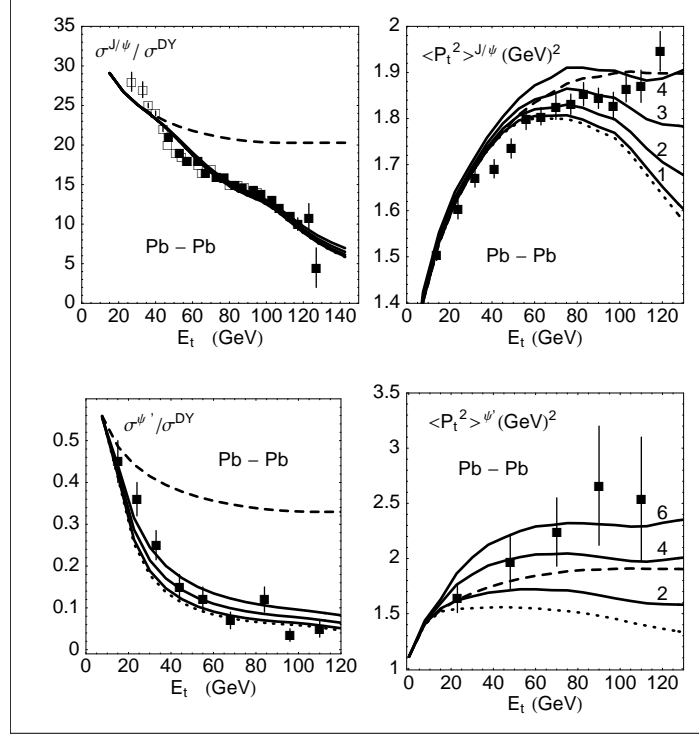 σ^J/ψ / σ^DY
35
30
25
20
15
10
5
0
Pb – Pb
0 20 40 60 80 100 120 140
E_t (GeV)
<P_t^2>^J/ψ (GeV)^2
2
1.9
1.8
1.7
1.6
1.5
1.4
4
3
2
1
Pb – Pb
0 20 40 60 80 100 120
E_t (GeV)
σ^ψ ' / σ^DY
0.5
0.4
0.3
0.2
0.1
0
Pb – Pb
0 20 40 60 80 100 120
E_t (GeV)
<P_t^2>^ψ' (GeV)^2
3.5
3
2.5
2
1.5
1
Pb – Pb
6
4
2
0 20 40 60 80 100 120
E_t (GeV)